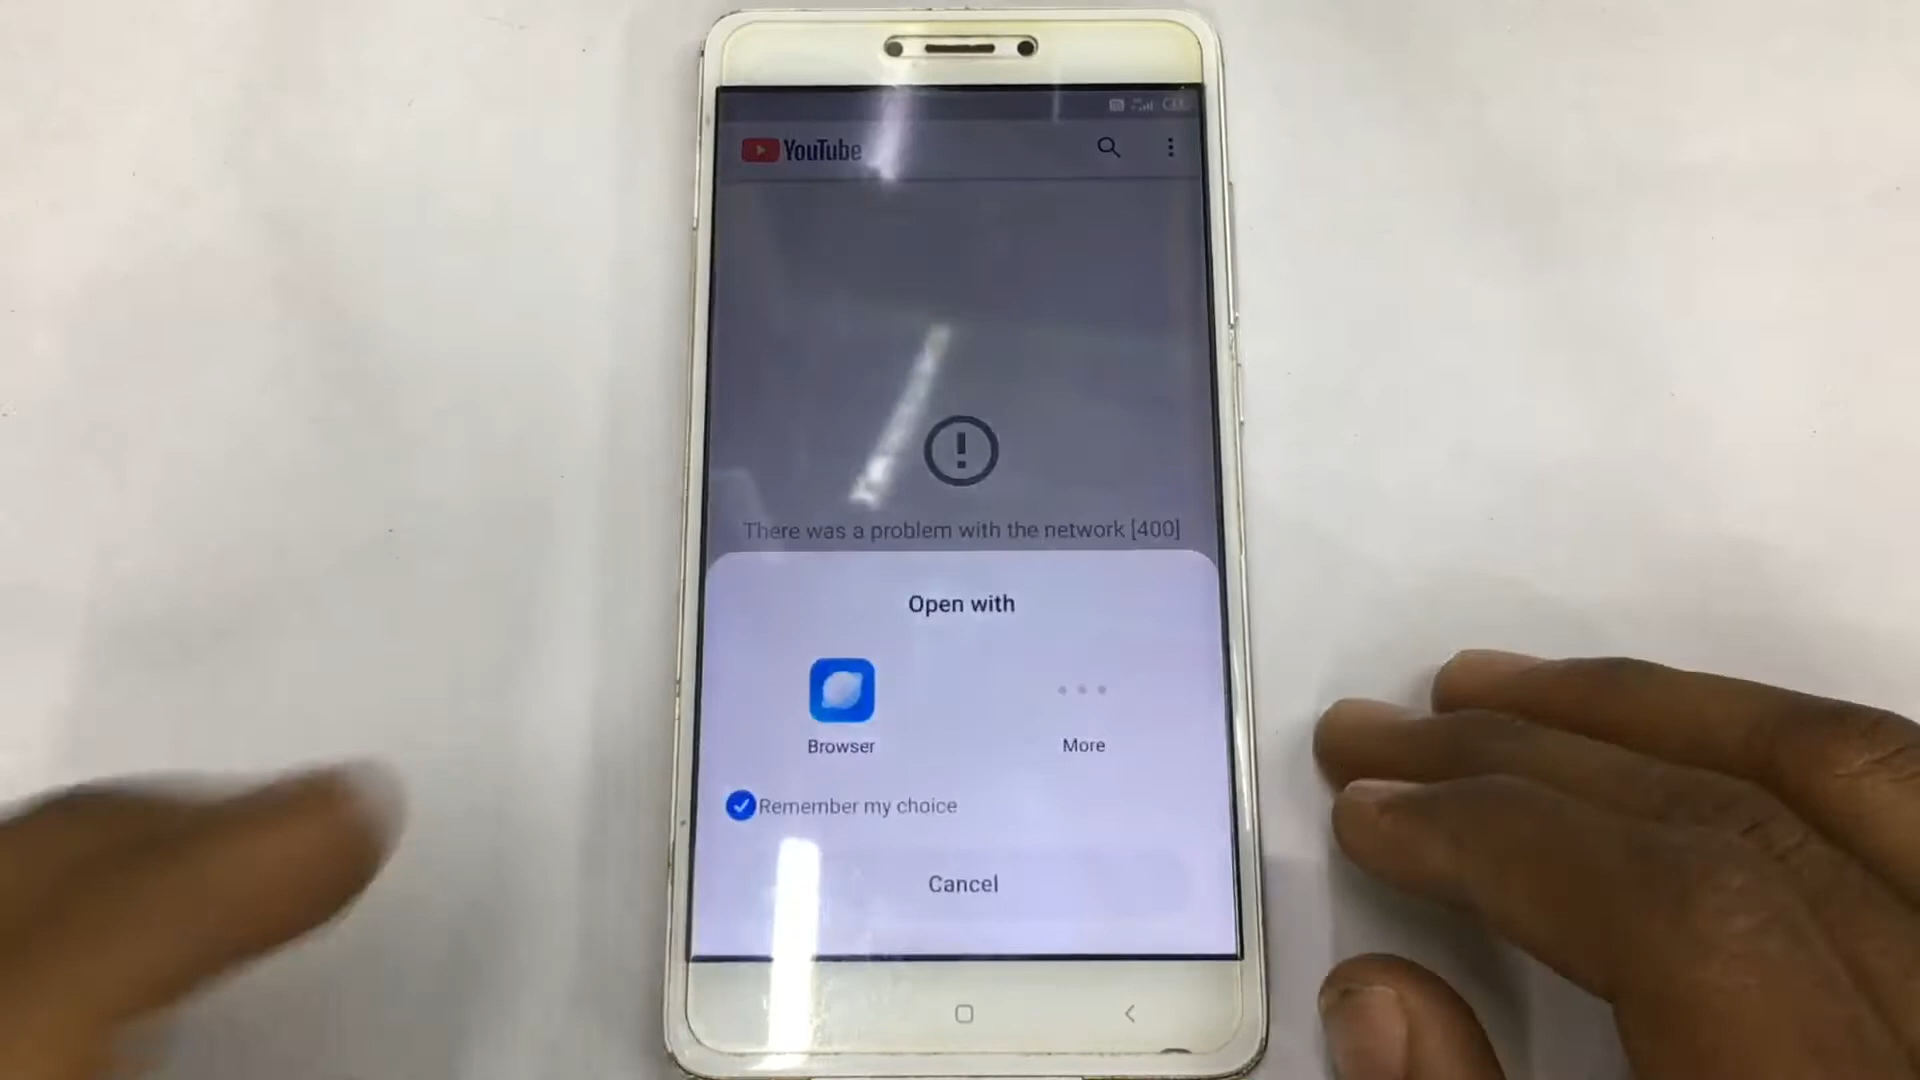 YouTube
There was a problem with the network [400]
Open with
Browser
More
Remember my choice
Cancel